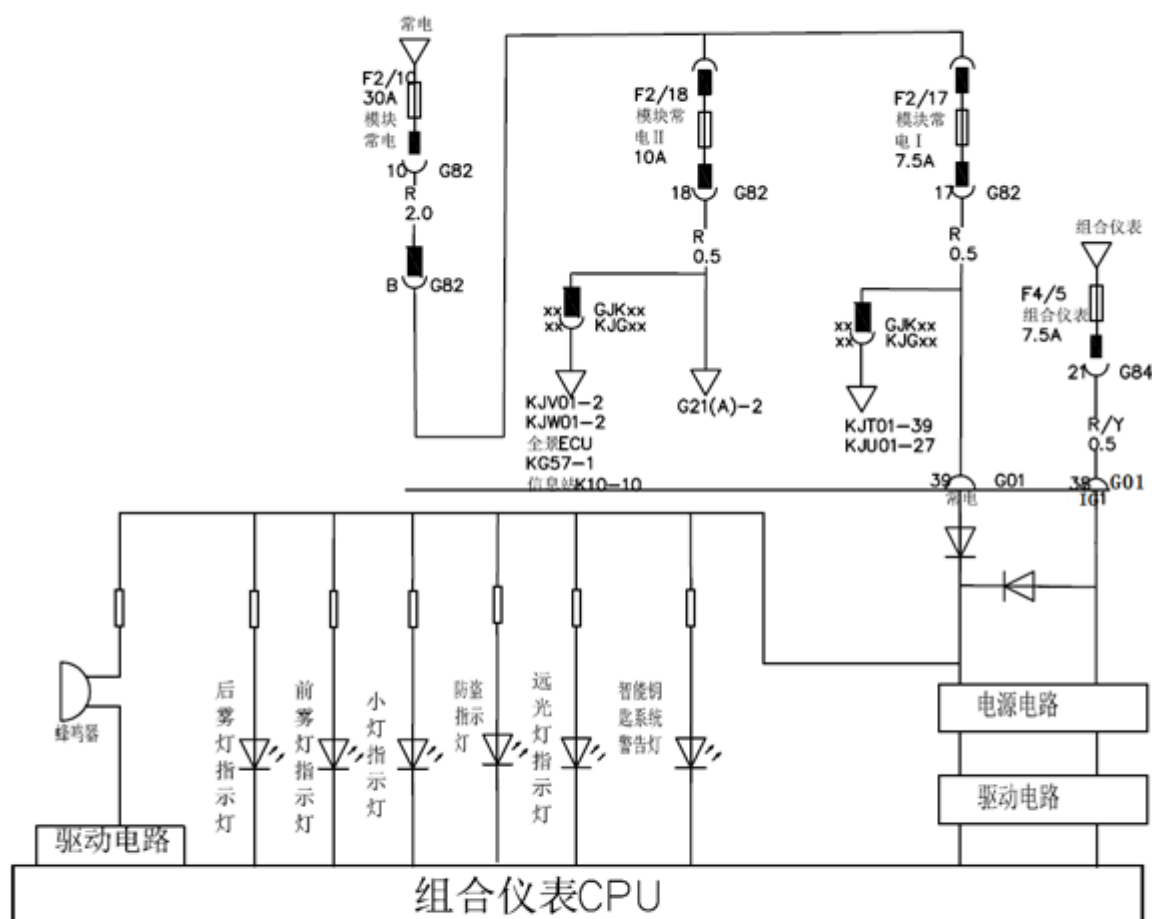 常电
F2/10
30A
模块
常电
10 G82
R
2.0
B G82
F2/18
模块常
电Ⅱ
10A
18 G82
R
0.5
xx GJKxx
xx KJGxx
KJV01-2
KJW01-2
全景ECU
KG57-1
信息站K10-10
G21(A)-2
F2/17
模块常
电Ⅰ
7.5A
17 G82
R
0.5
xx GJKxx
xx KJGxx
KJT01-39
KJU01-27
组合仪表
F4/5
组合仪表
7.5A
21 G84
R/Y
0.5
39 G01
常电
38 G01
IG1
蜂鸣器
后雾灯指示灯
前雾灯指示灯
小灯指示灯
防盗
指示
灯
远光灯指示灯
智能钥
匙系统
警告灯
电源电路
驱动电路
驱动电路
组合仪表CPU